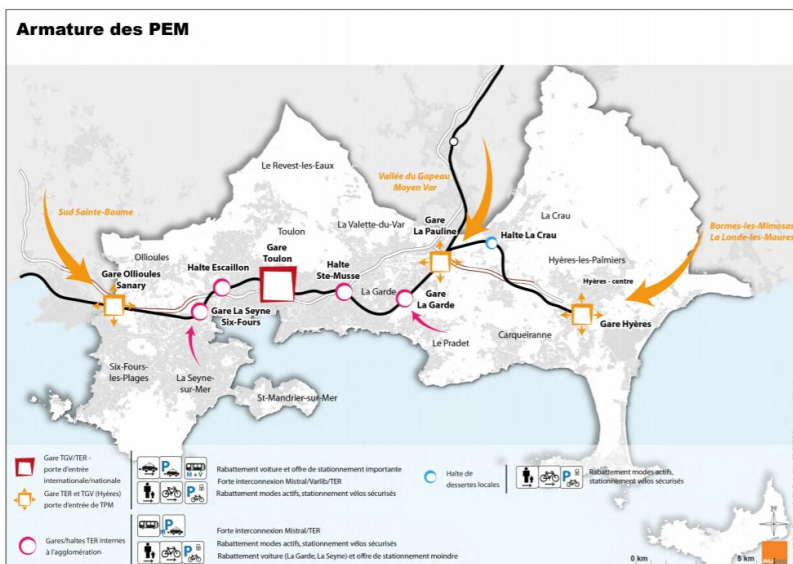 Armature des PEM
Le Revest-les-Eaux
Vallée du Gapeau
Moyen Var
Sud Sainte-Baume
La Valette-du-Var
Toulon
Gare
La Pauline
La Crau
Halte La Crau
Bormes-les-Mimosas
La Londe-les-Maures
Ollioules
Gare
Toulon
Halte Escaillon
Halte
Ste-Musse
Hyères-les-Palmiers
Gare Ollioules
Sanary
Hyères - centre
La Garde
Gare
La Garde
Gare La Seyne
Six-Fours
Gare Hyères
Le Pradet
Carqueiranne
Six-Fours-
les-Plages
La Seyne-
sur-Mer
St-Mandrier-sur-Mer
Gare TGV/TER -
porte d'entrée
internationale/nationale
Gare TER et TGV (Hyères)
porte d'entrée de TPM
P
M + V
P
Rabattement voiture et offre de stationnement importante
Forte interconnexion Mistral/Varlib/TER
Rabattement modes actifs, stationnement vélos sécurisés
Halte de
dessertes locales
P
Rabattement modes actifs,
stationnement vélos sécurisés
Gares/haltes TER internes
à l'agglomération
P
P
Forte interconnexion Mistral/TER
Rabattement modes actifs, stationnement vélos sécurisés
Rabattement voiture (La Garde, La Seyne) et offre de stationnement moindre
N
0 km
5 km